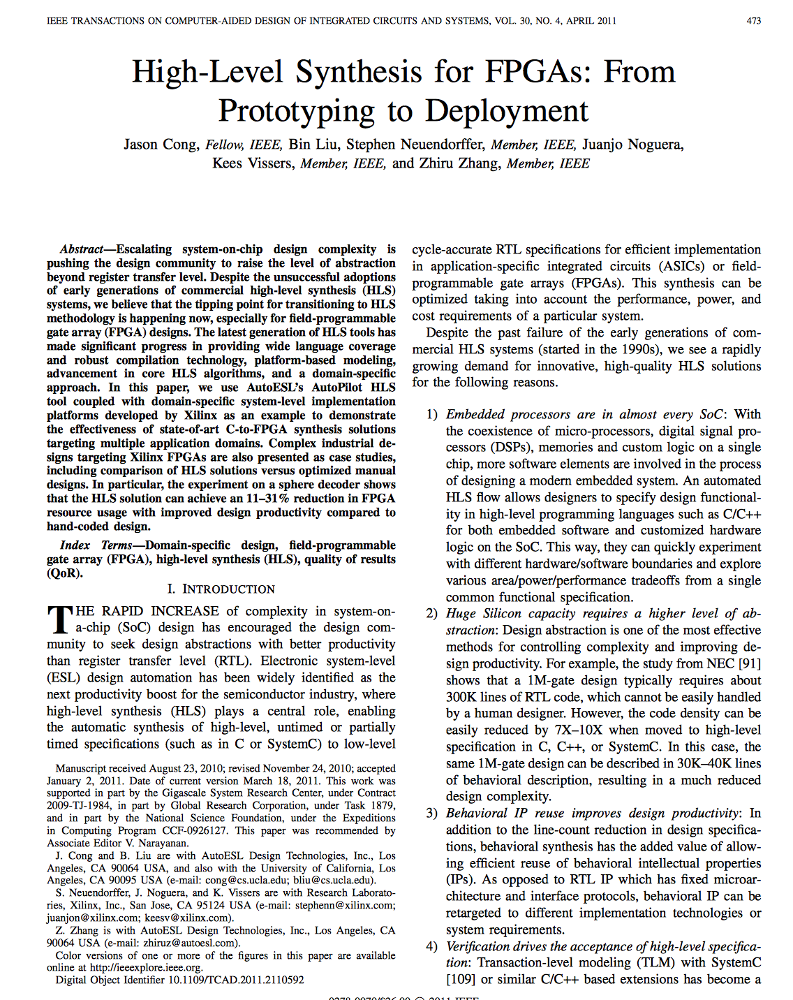 IEEE TRANSACTIONS ON COMPUTER-AIDED DESIGN OF INTEGRATED CIRCUITS AND SYSTEMS, VOL. 30, NO. 4, APRIL 2011 473
High-Level Synthesis for FPGAs: From
Prototyping to Deployment
Jason Cong, Fellow, IEEE, Bin Liu, Stephen Neuendorffer, Member, IEEE, Juanjo Noguera,
Kees Vissers, Member, IEEE, and Zhiru Zhang, Member, IEEE
Abstract—Escalating system-on-chip design complexity is
pushing the design community to raise the level of abstraction
beyond register transfer level. Despite the unsuccessful adoptions
of early generations of commercial high-level synthesis (HLS)
systems, we believe that the tipping point for transitioning to HLS
methodology is happening now, especially for field-programmable
gate array (FPGA) designs. The latest generation of HLS tools has
made significant progress in providing wide language coverage
and robust compilation technology, platform-based modeling,
advancement in core HLS algorithms, and a domain-specific
approach. In this paper, we use AutoESL's AutoPilot HLS
tool coupled with domain-specific system-level implementation
platforms developed by Xilinx as an example to demonstrate
the effectiveness of state-of-art C-to-FPGA synthesis solutions
targeting multiple application domains. Complex industrial de-
signs targeting Xilinx FPGAs are also presented as case studies,
including comparison of HLS solutions versus optimized manual
designs. In particular, the experiment on a sphere decoder shows
that the HLS solution can achieve an 11–31% reduction in FPGA
resource usage with improved design productivity compared to
hand-coded design.
Index Terms—Domain-specific design, field-programmable
gate array (FPGA), high-level synthesis (HLS), quality of results
(QoR).
I. INTRODUCTION
THE RAPID INCREASE of complexity in system-on-
a-chip (SoC) design has encouraged the design com-
munity to seek design abstractions with better productivity
than register transfer level (RTL). Electronic system-level
(ESL) design automation has been widely identified as the
next productivity boost for the semiconductor industry, where
high-level synthesis (HLS) plays a central role, enabling
the automatic synthesis of high-level, untimed or partially
timed specifications (such as in C or SystemC) to low-level
Manuscript received August 23, 2010; revised November 24, 2010; accepted
January 2, 2011. Date of current version March 18, 2011. This work was
supported in part by the Gigascale System Research Center, under Contract
2009-TJ-1984, in part by Global Research Corporation, under Task 1879,
and in part by the National Science Foundation, under the Expeditions
in Computing Program CCF-0926127. This paper was recommended by
Associate Editor V. Narayanan.
J. Cong and B. Liu are with AutoESL Design Technologies, Inc., Los
Angeles, CA 90064 USA, and also with the University of California, Los
Angeles, CA 90095 USA (e-mail: cong@cs.ucla.edu; bliu@cs.ucla.edu).
S. Neuendorffer, J. Noguera, and K. Vissers are with Research Laborato-
ries, Xilinx, Inc., San Jose, CA 95124 USA (e-mail: stephenn@xilinx.com;
juanjon@xilinx.com; keesv@xilinx.com).
Z. Zhang is with AutoESL Design Technologies, Inc., Los Angeles, CA
90064 USA (e-mail: zhiruz@autoesl.com).
Color versions of one or more of the figures in this paper are available
online at http://ieeexplore.ieee.org.
Digital Object Identifier 10.1109/TCAD.2011.2110592
cycle-accurate RTL specifications for efficient implementation
in application-specific integrated circuits (ASICs) or field-
programmable gate arrays (FPGAs). This synthesis can be
optimized taking into account the performance, power, and
cost requirements of a particular system.
Despite the past failure of the early generations of com-
mercial HLS systems (started in the 1990s), we see a rapidly
growing demand for innovative, high-quality HLS solutions
for the following reasons.
1) Embedded processors are in almost every SoC: With
the coexistence of micro-processors, digital signal pro-
cessors (DSPs), memories and custom logic on a single
chip, more software elements are involved in the process
of designing a modern embedded system. An automated
HLS flow allows designers to specify design functional-
ity in high-level programming languages such as C/C++
for both embedded software and customized hardware
logic on the SoC. This way, they can quickly experiment
with different hardware/software boundaries and explore
various area/power/performance tradeoffs from a single
common functional specification.
2) Huge Silicon capacity requires a higher level of ab-
straction: Design abstraction is one of the most effective
methods for controlling complexity and improving de-
sign productivity. For example, the study from NEC [91]
shows that a 1M-gate design typically requires about
300K lines of RTL code, which cannot be easily handled
by a human designer. However, the code density can be
easily reduced by 7X–10X when moved to high-level
specification in C, C++, or SystemC. In this case, the
same 1M-gate design can be described in 30K–40K lines
of behavioral description, resulting in a much reduced
design complexity.
3) Behavioral IP reuse improves design productivity: In
addition to the line-count reduction in design specifica-
tions, behavioral synthesis has the added value of allow-
ing efficient reuse of behavioral intellectual properties
(IPs). As opposed to RTL IP which has fixed microar-
chitecture and interface protocols, behavioral IP can be
retargeted to different implementation technologies or
system requirements.
4) Verification drives the acceptance of high-level specifica-
tion: Transaction-level modeling (TLM) with SystemC
[109] or similar C/C++ based extensions has become a